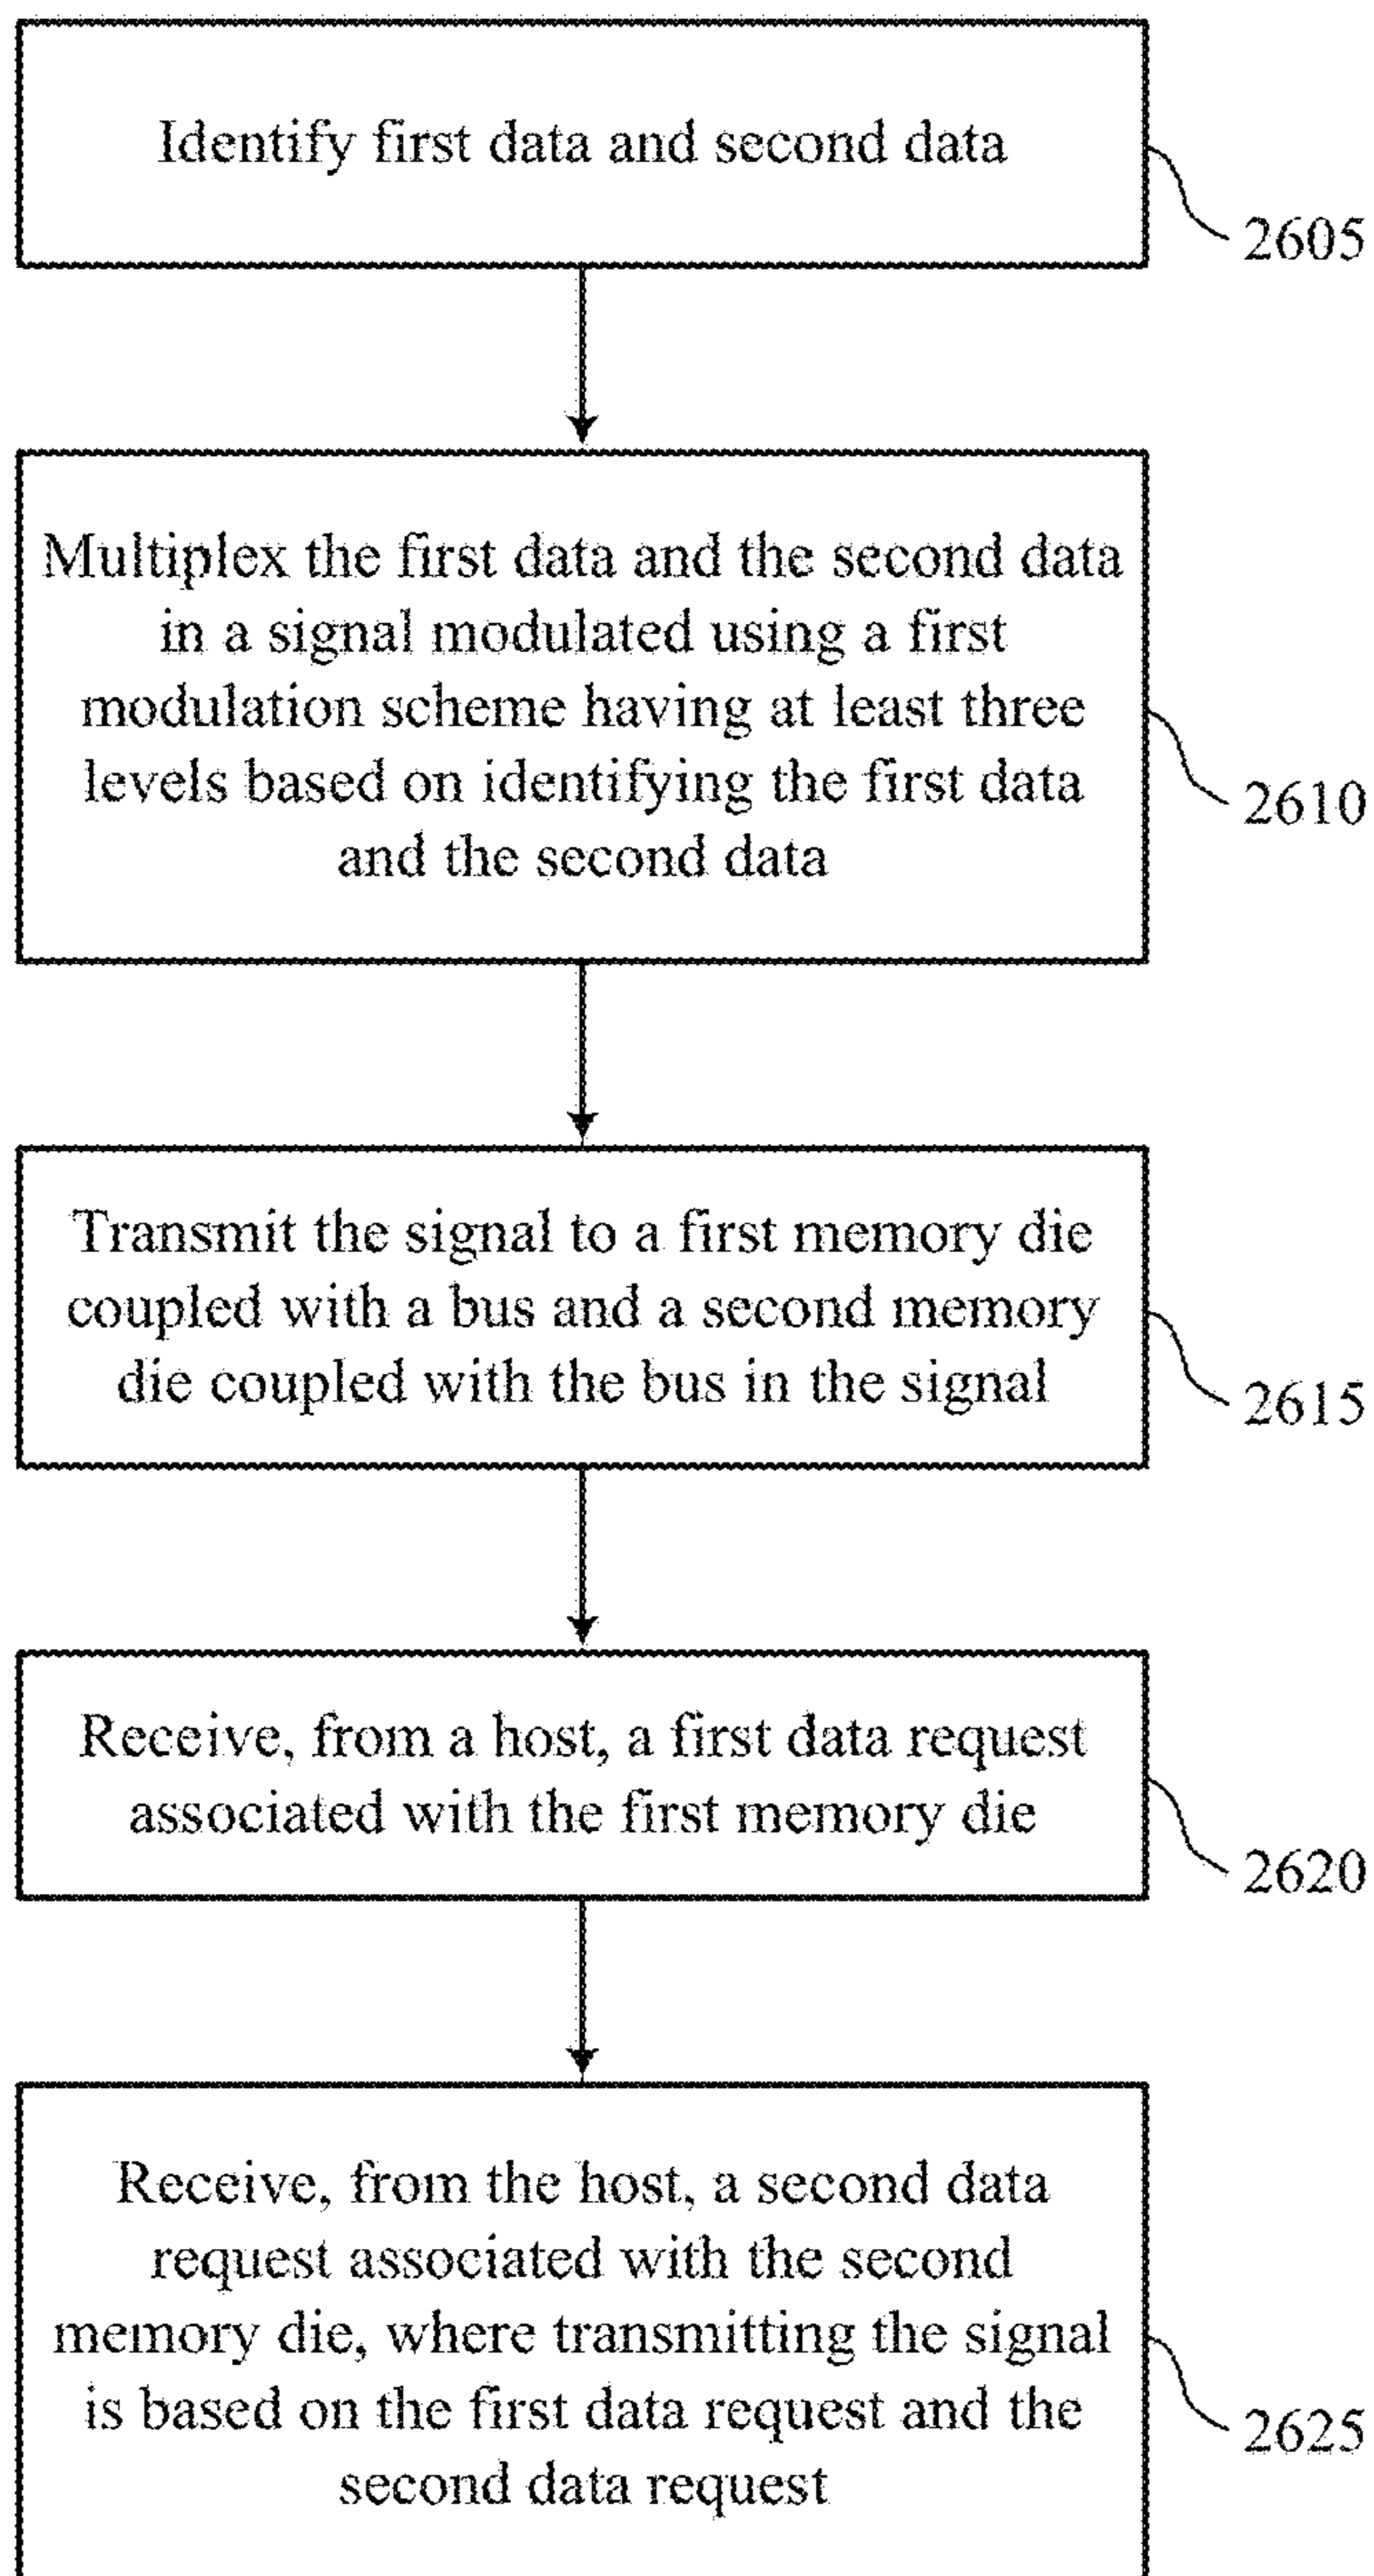 Identify first data and second data
2605
Multiplex the first data and the second data
in a signal modulated using a first
modulation scheme having at least three
levels based on identifying the first data
and the second data
2610
Transmit the signal to a first memory die
coupled with a bus and a second memory
die coupled with the bus in the signal
2615
Receive, from a host, a first data request
associated with the first memory die
2620
Receive, from the host, a second data
request associated with the second
memory die, where transmitting the signal
is based on the first data request and the
second data request
2625